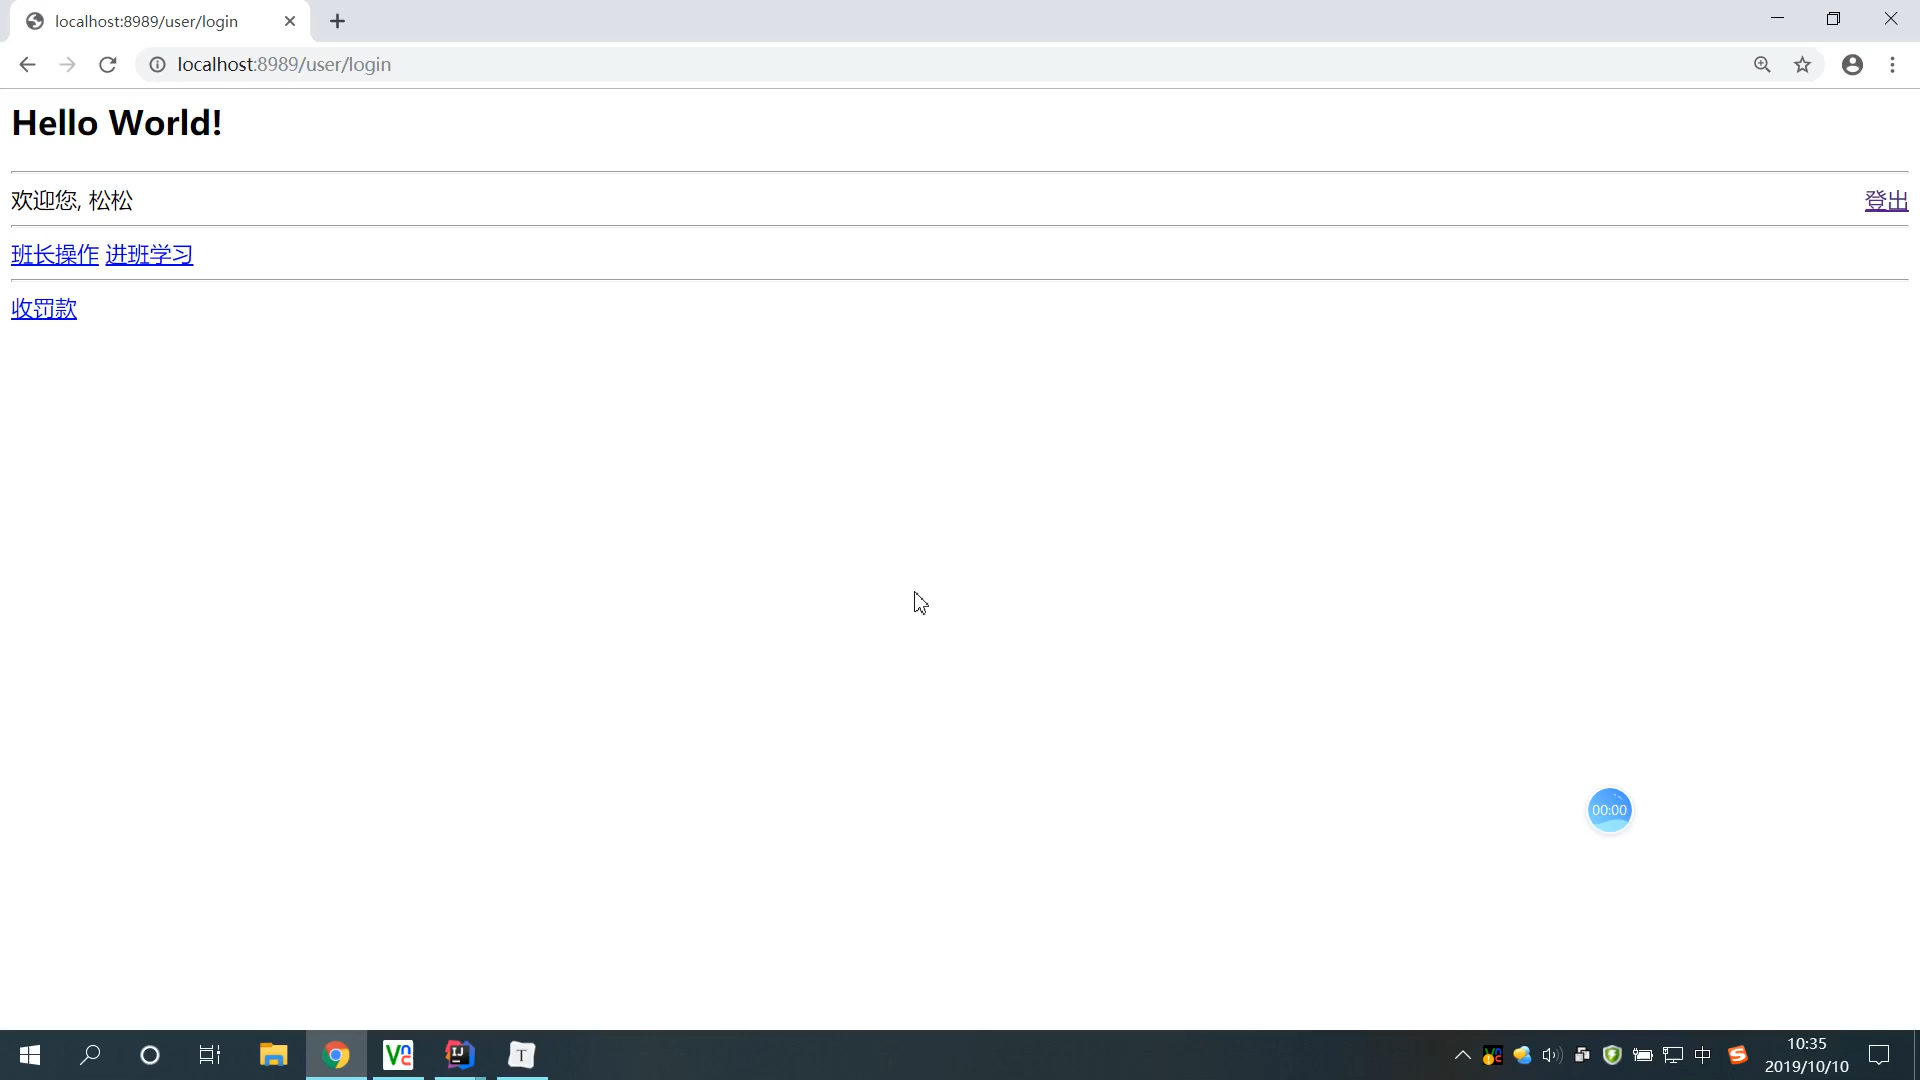 localhost:8989/user/login
localhost:8989/user/login
Hello World!
欢迎您, 松松
登出
班长操作 进班学习
收罚款
00:00
中
10:35
2019/10/10